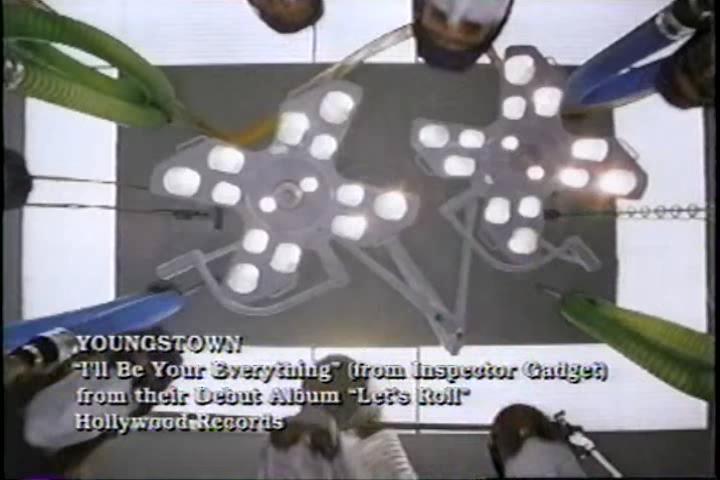 YOUNGSTOWN
"I'll Be Your Everything" (from Inspector Gadget)
from their Debut Album "Let's Roll"
Hollywood Records